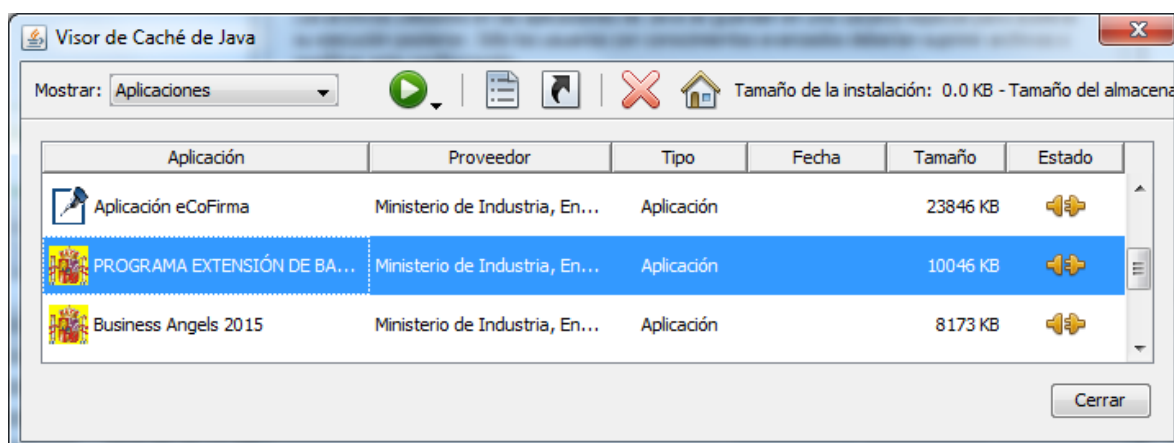 Visor de Caché de Java
Mostrar: Aplicaciones Tamaño de la instalación: 0.0 KB - Tamaño del almacena
Aplicación Proveedor Tipo Fecha Tamaño Estado
Aplicación eCoFirma Ministerio de Industria, En... Aplicación 23846 KB
PROGRAMA EXTENSIÓN DE BA... Ministerio de Industria, En... Aplicación 10046 KB
Business Angels 2015 Ministerio de Industria, En... Aplicación 8173 KB
Cerrar